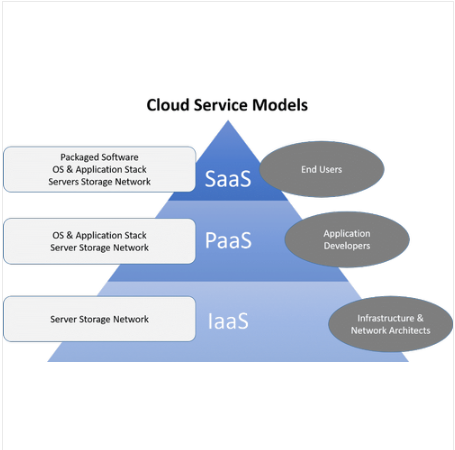 Cloud Service Models
Packaged Software
OS & Application Stack
Servers Storage Network
SaaS
End Users
OS & Application Stack
Server Storage Network
PaaS
Application
Developers
Server Storage Network
IaaS
Infrastructure &
Network Architects